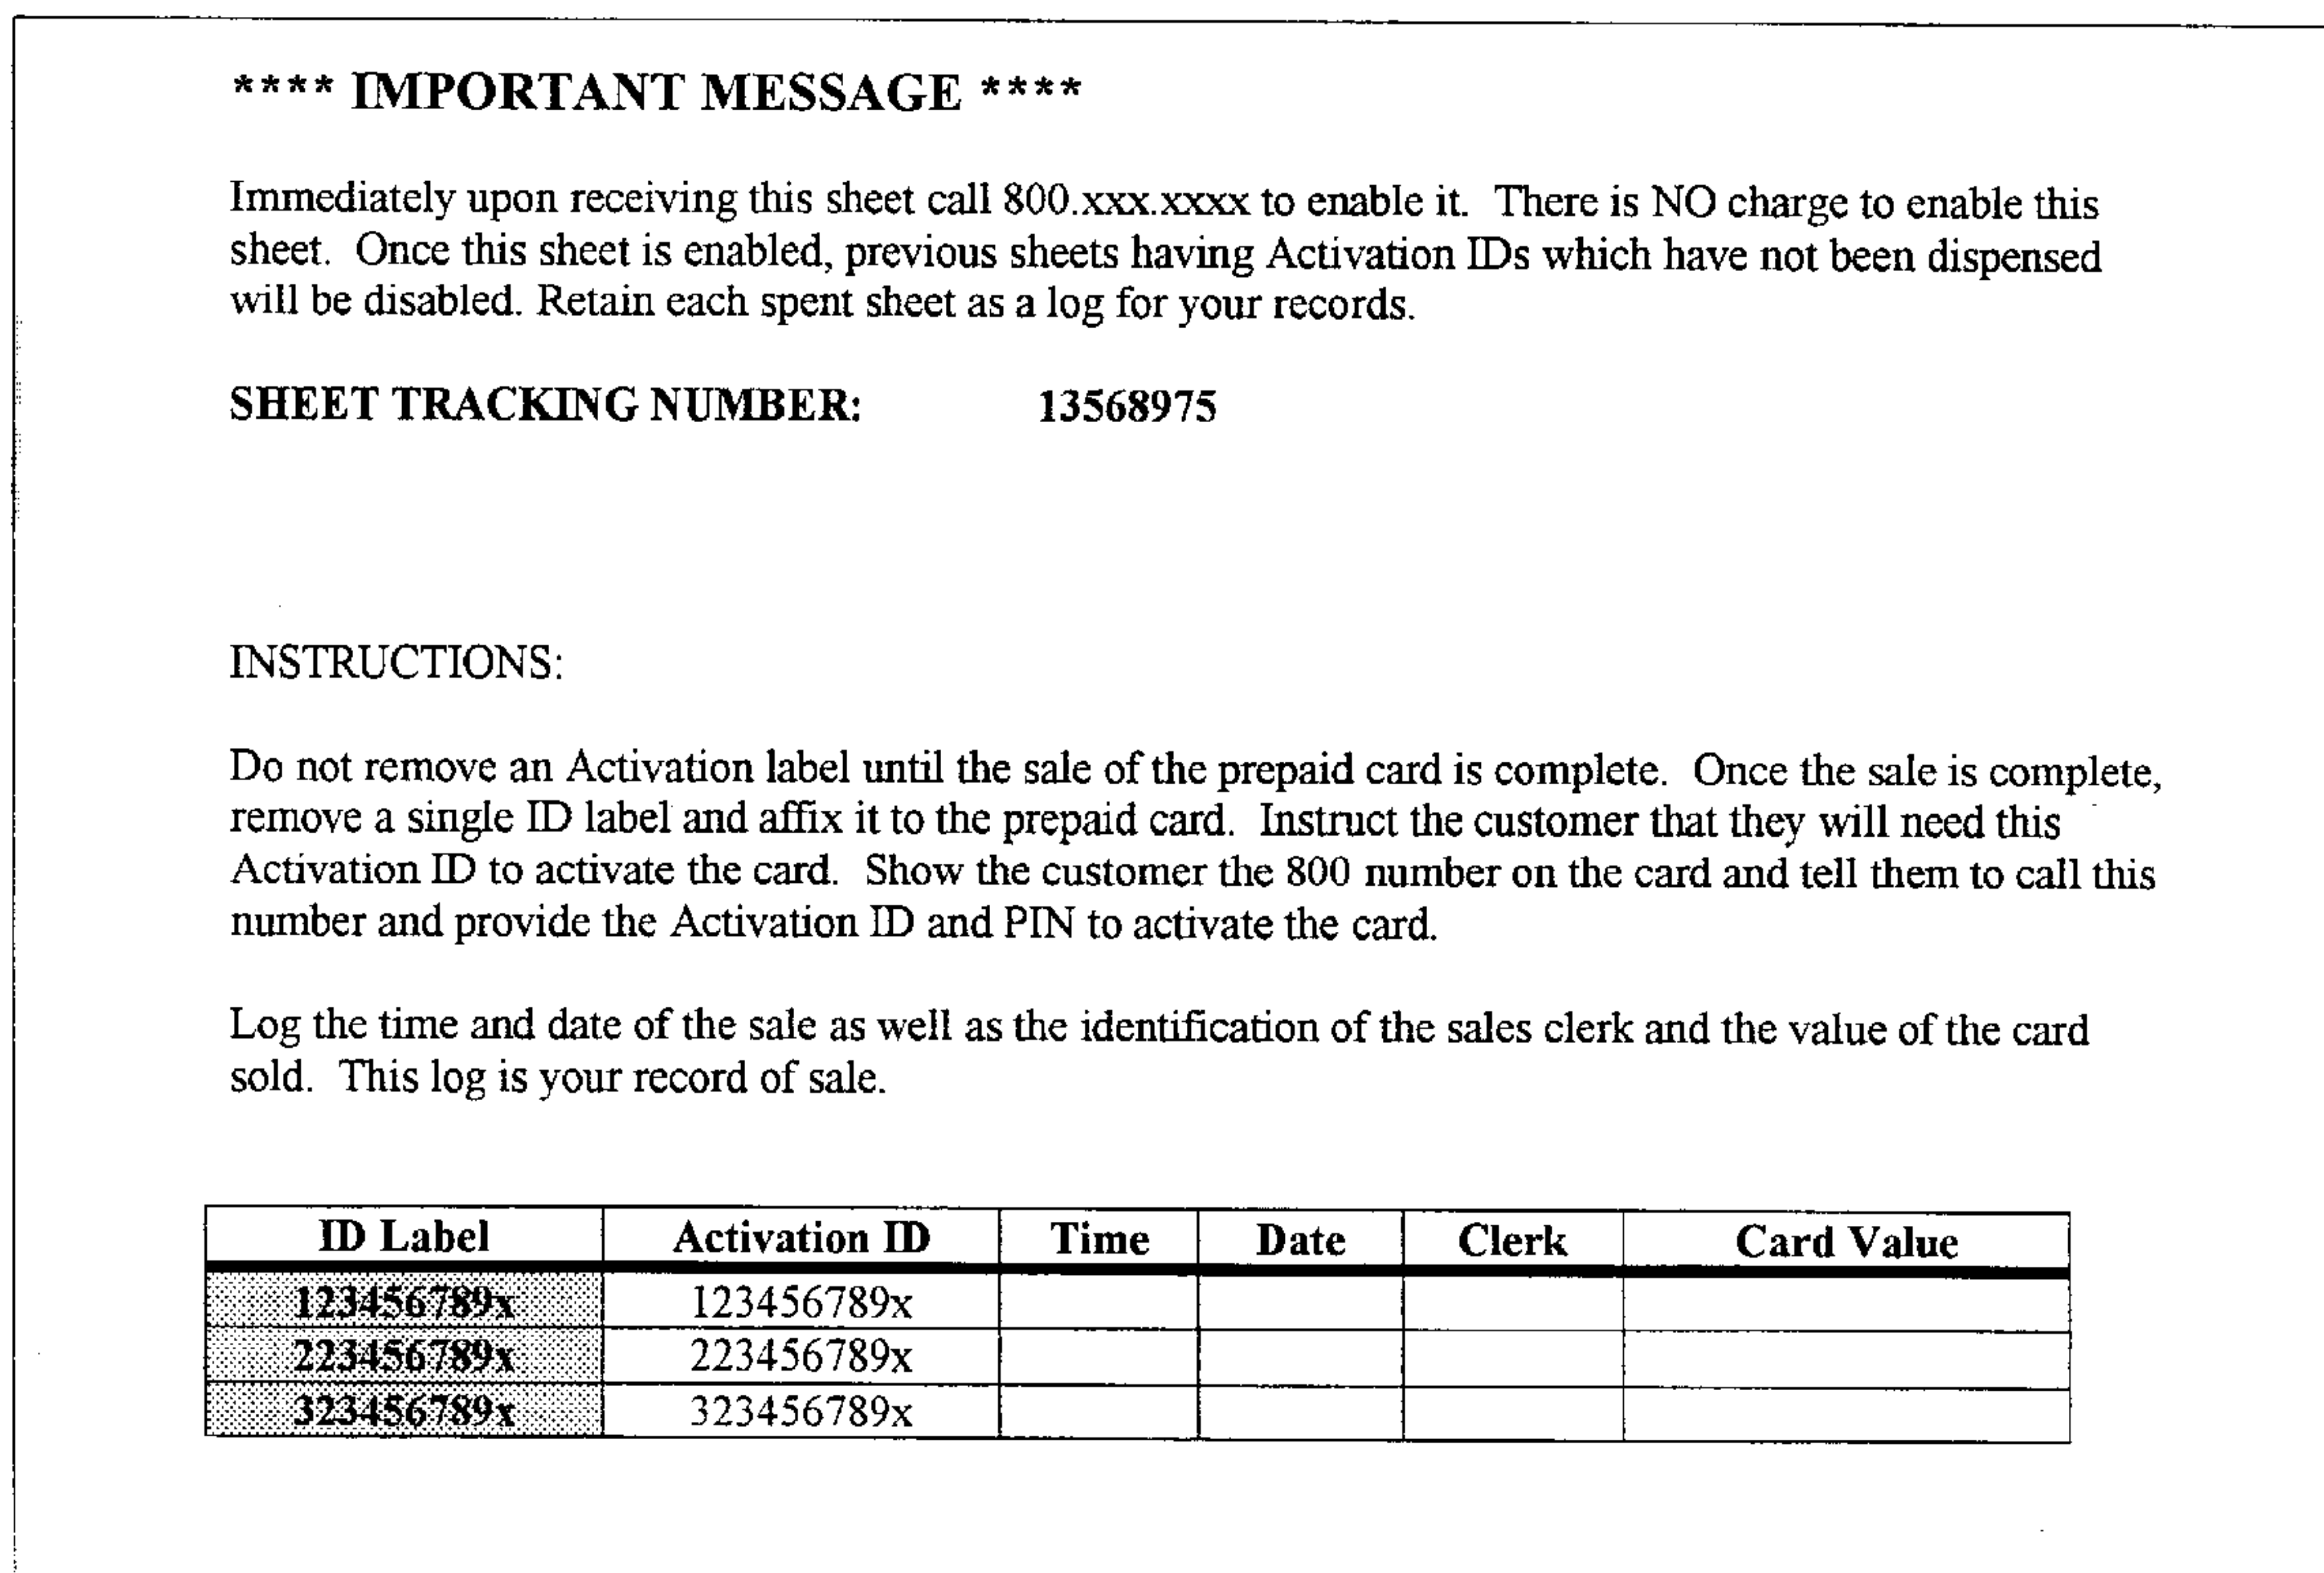 **** IMPORTANT MESSAGE ****
Immediately upon receiving this sheet call 800.xxx.xxxx to enable it. There is NO charge to enable this
sheet. Once this sheet is enabled, previous sheets having Activation IDs which have not been dispensed
will be disabled. Retain each spent sheet as a log for your records.
SHEET TRACKING NUMBER: 13568975
INSTRUCTIONS:
Do not remove an Activation label until the sale of the prepaid card is complete. Once the sale is complete,
remove a single ID label and affix it to the prepaid card. Instruct the customer that they will need this
Activation ID to activate the card. Show the customer the 800 number on the card and tell them to call this
number and provide the Activation ID and PIN to activate the card.
Log the time and date of the sale as well as the identification of the sales clerk and the value of the card
sold. This log is your record of sale.
ID Label Activation ID Time Date Clerk Card Value
123456789x 123456789x
223456789x 223456789x
323456789x 323456789x